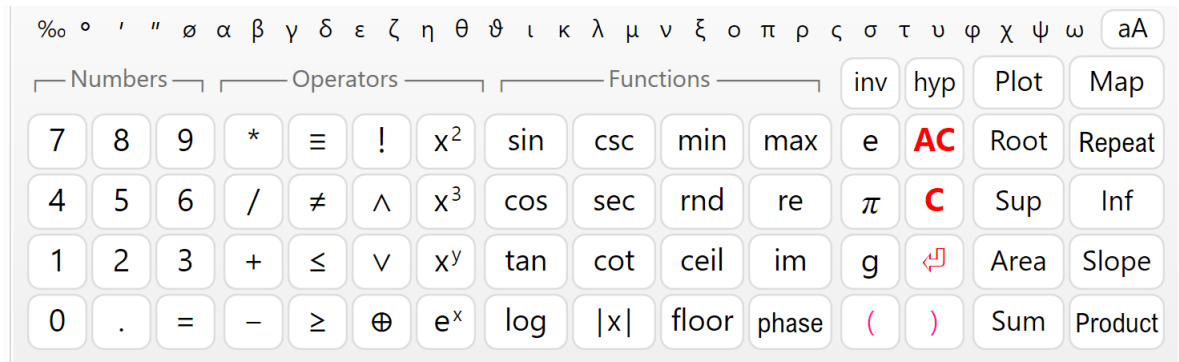 ‰ ° ′ ″ ø α β γ δ ε ζ η θ ϑ ι κ λ μ ν ξ ο π ρ ς σ τ υ φ χ ψ ω aA
Numbers Operators Functions inv hyp Plot Map
7 8 9 * ≡ ! x² sin csc min max e AC Root Repeat
4 5 6 / ≠ ∧ x³ cos sec rnd re π C Sup Inf
1 2 3 + ≤ ∨ xʸ tan cot ceil im g ⏎ Area Slope
0 . = − ≥ ⊕ eˣ log |x| floor phase ( ) Sum Product